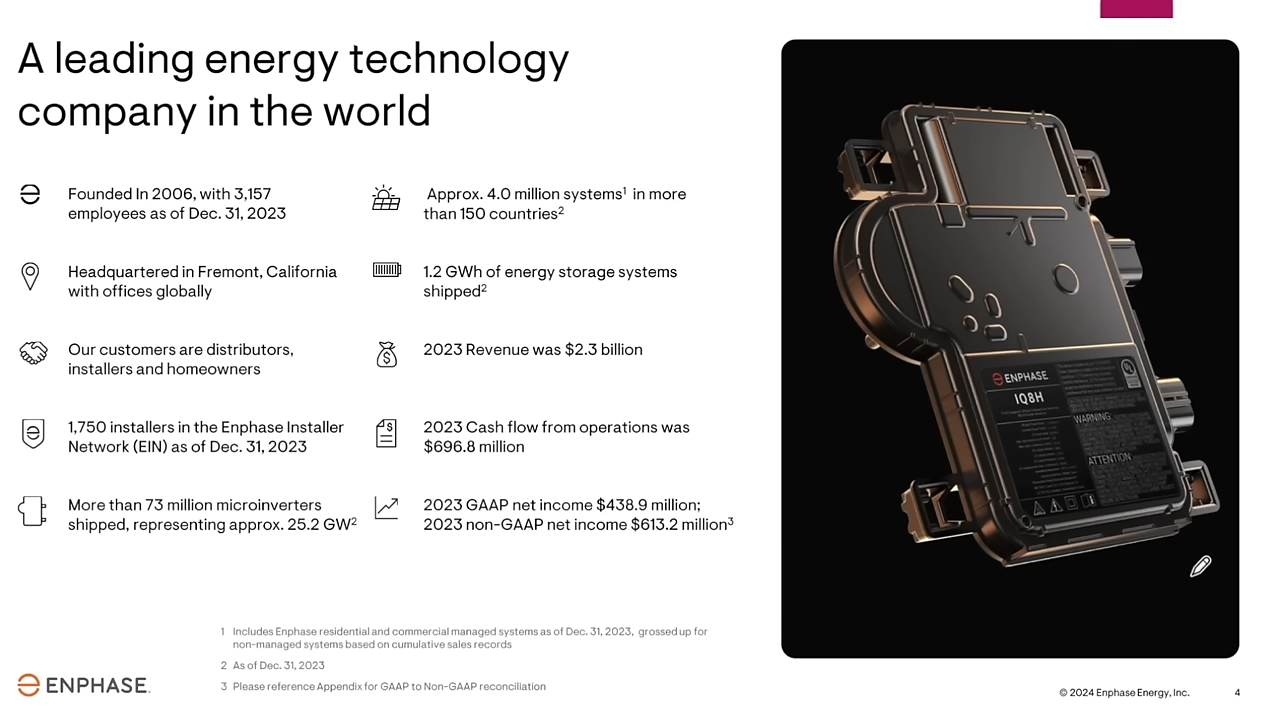 A leading energy technology
company in the world
Founded In 2006, with 3,157
employees as of Dec. 31, 2023
Headquartered in Fremont, California
with offices globally
Our customers are distributors,
installers and homeowners
1,750 installers in the Enphase Installer
Network (EIN) as of Dec. 31, 2023
More than 73 million microinverters
shipped, representing approx. 25.2 GW²
Approx. 4.0 million systems¹ in more
than 150 countries²
1.2 GWh of energy storage systems
shipped²
2023 Revenue was $2.3 billion
2023 Cash flow from operations was
$696.8 million
2023 GAAP net income $438.9 million;
2023 non-GAAP net income $613.2 million³
ENPHASE
IQ8H
WARNING
ATTENTION
1 Includes Enphase residential and commercial managed systems as of Dec. 31, 2023, grossed up for
non-managed systems based on cumulative sales records
2 As of Dec. 31, 2023
3 Please reference Appendix for GAAP to Non-GAAP reconciliation
ENPHASE.
© 2024 Enphase Energy, Inc.
4